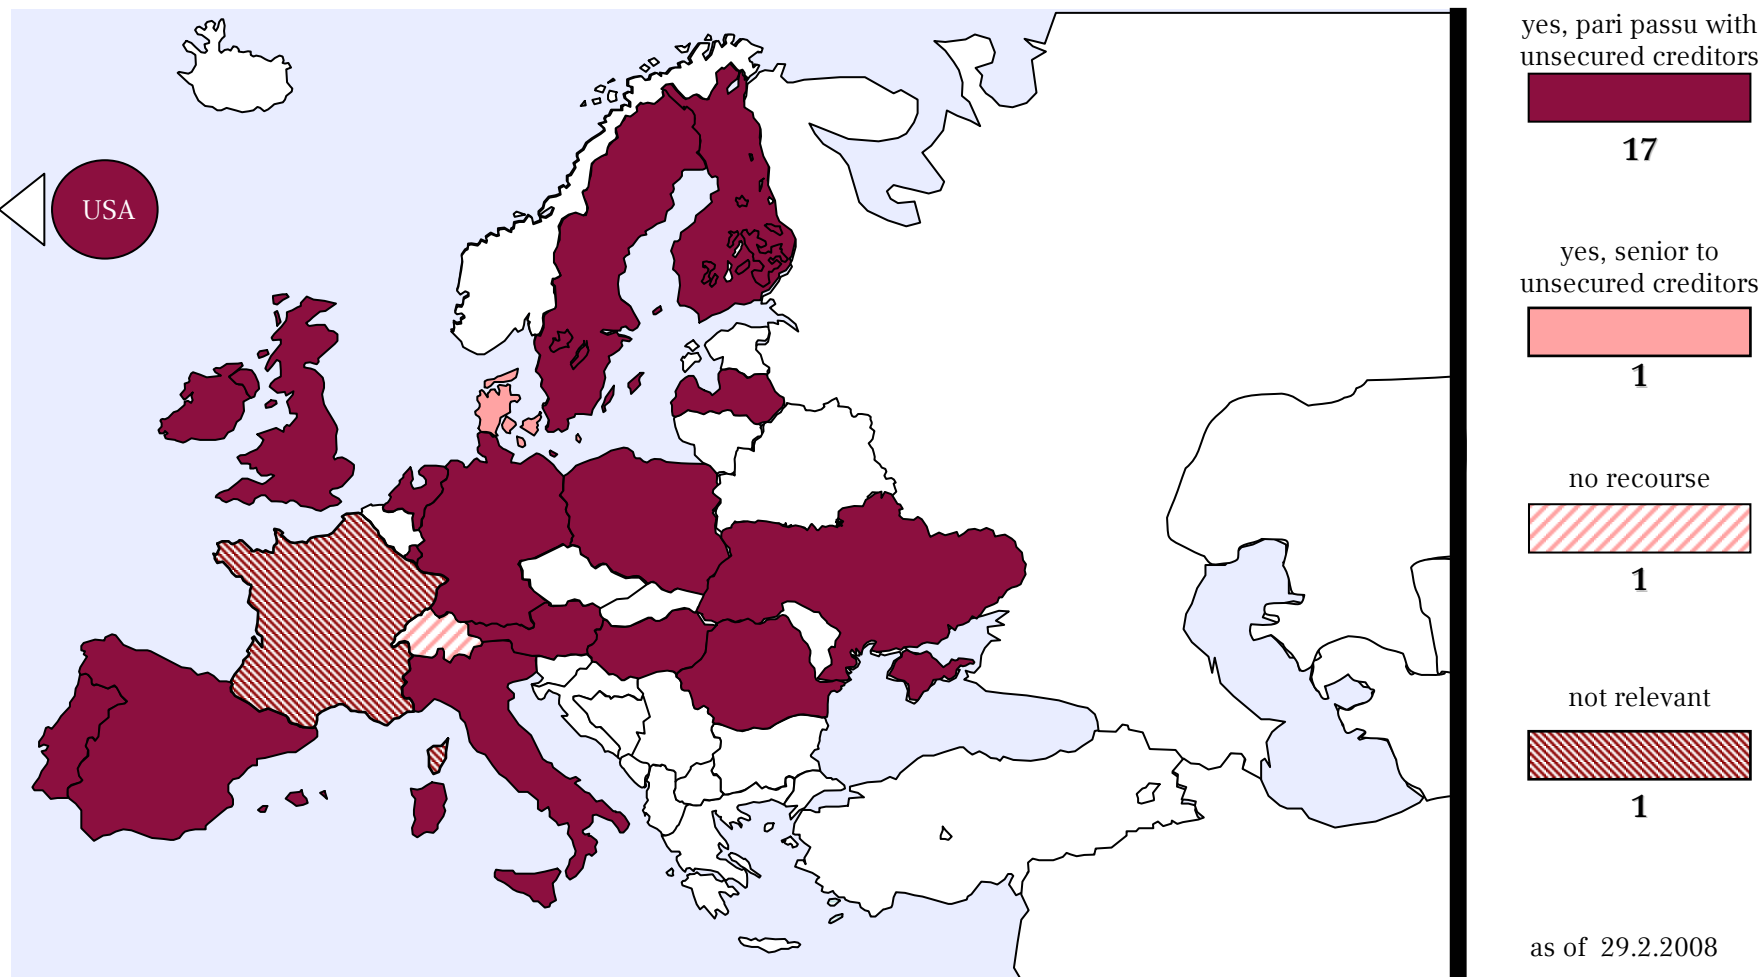 yes, pari passu with
unsecured creditors
17
USA
yes, senior to
unsecured creditors
1
no recourse
1
not relevant
1
as of 29.2.2008